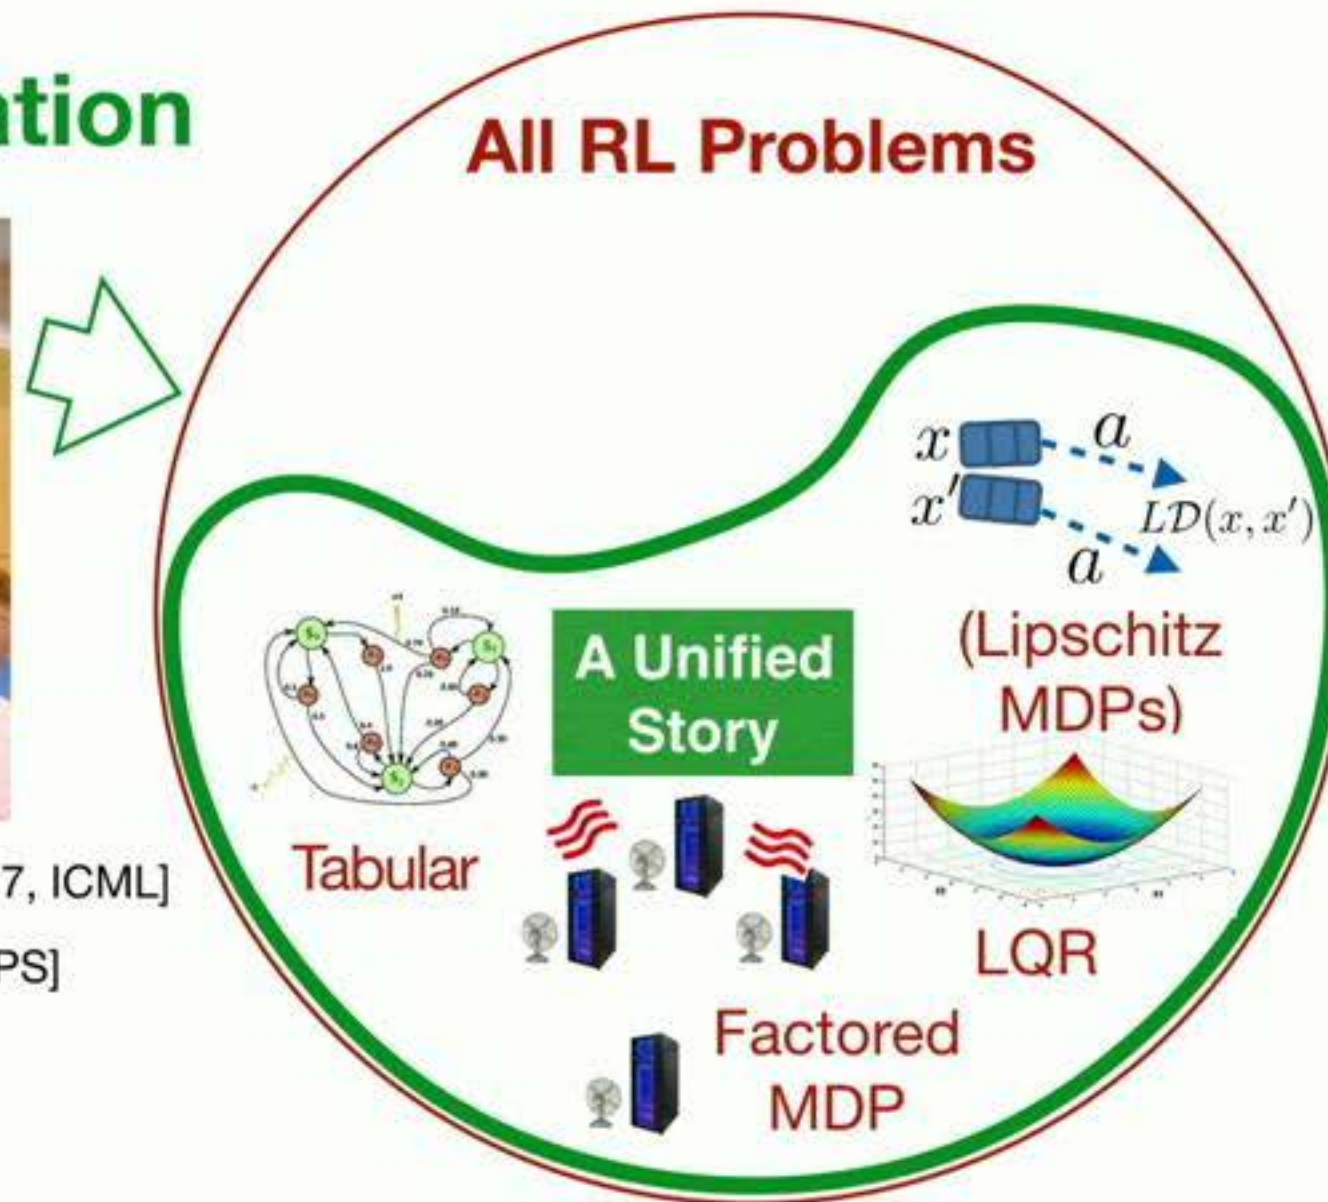 ation
All RL Problems
x
a
x'
LD(x, x')
a
A Unified
Story
(Lipschitz
MDPs)
Tabular
7, ICML]
LQR
PS]
Factored
MDP